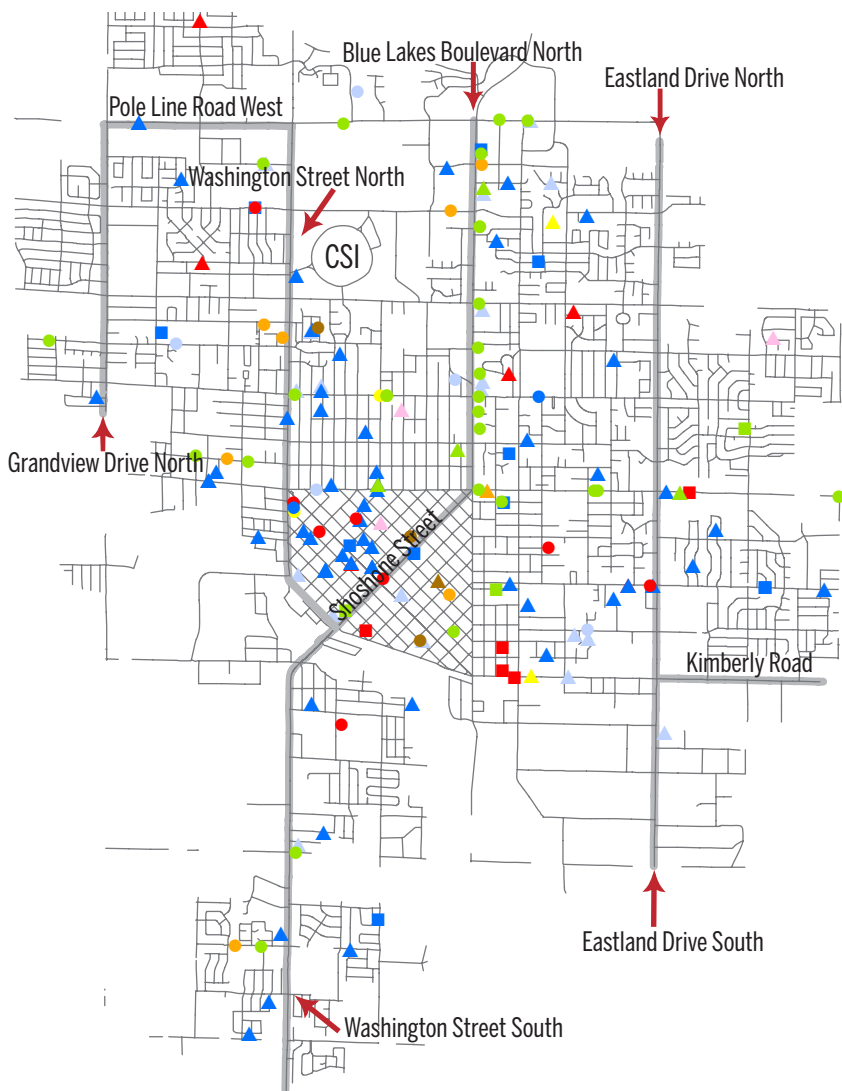 Blue Lakes Boulevard North
Eastland Drive North
Pole Line Road West
Washington Street North
CSI
Grandview Drive North
Shoshone Street
Kimberly Road
Eastland Drive South
Washington Street South